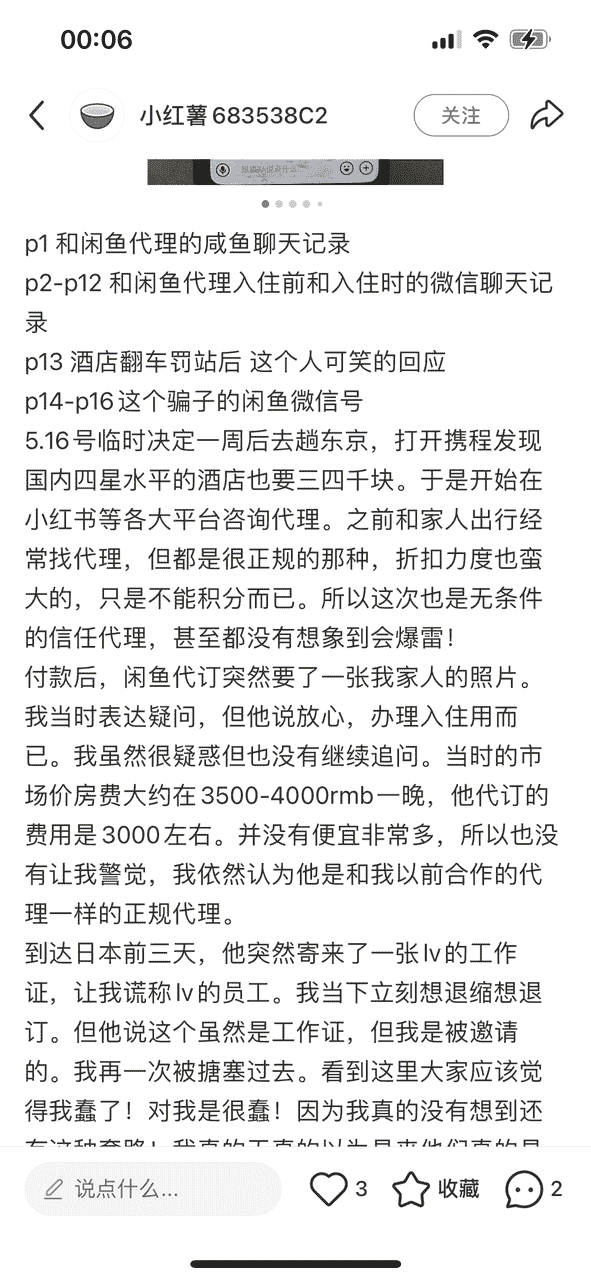 00:06
小红薯683538C2
关注
p1 和闲鱼代理的咸鱼聊天记录
p2-p12 和闲鱼代理入住前和入住时的微信聊天记
录
p13 酒店翻车罚站后 这个人可笑的回应
p14-p16这个骗子的闲鱼微信号
5.16号临时决定一周后去趟东京，打开携程发现
国内四星水平的酒店也要三四千块。于是开始在
小红书等各大平台咨询代理。之前和家人出行经
常找代理，但都是很正规的那种，折扣力度也蛮
大的，只是不能积分而已。所以这次也是无条件
的信任代理，甚至都没有想象到会爆雷！
付款后，闲鱼代订突然要了一张我家人的照片。
我当时表达疑问，但他说放心，办理入住用而
已。我虽然很疑惑但也没有继续追问。当时的市
场价房费大约在3500-4000rmb一晚，他代订的
费用是3000左右。并没有便宜非常多，所以也没
有让我警觉，我依然认为他是和我以前合作的代
理一样的正规代理。
到达日本前三天，他突然寄来了一张lv的工作
证，让我谎称lv的员工。我当下立刻想退缩想退
订。但他说这个虽然是工作证，但我是被邀请
的。我再一次被搪塞过去。看到这里大家应该觉
得我蠢了！对我是很蠢！因为我真的没有想到还
说点什么...
3
收藏
2